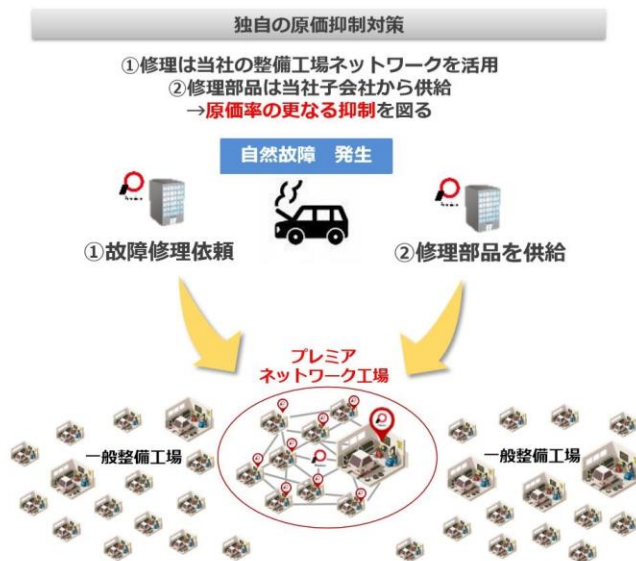 独自の原価抑制対策
①修理は当社の整備工場ネットワークを活用
②修理部品は当社子会社から供給
→原価率の更なる抑制を図る
自然故障　発生
①故障修理依頼
②修理部品を供給
プレミア
ネットワーク工場
一般整備工場
一般整備工場